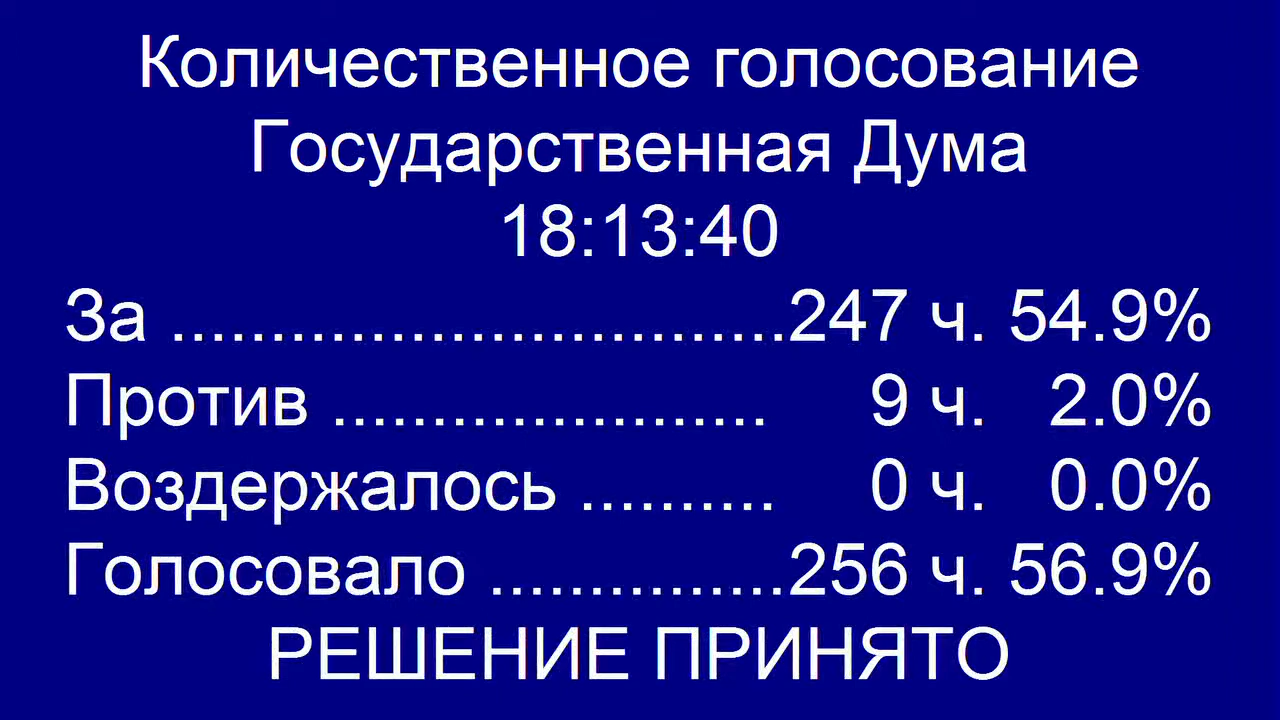 Количественное голосование
Государственная Дума
18:13:40
За ...............................247 ч. 54.9%
Против ...................... 9 ч. 2.0%
Воздержалось .......... 0 ч. 0.0%
Голосовало ...............256 ч. 56.9%
РЕШЕНИЕ ПРИНЯТО